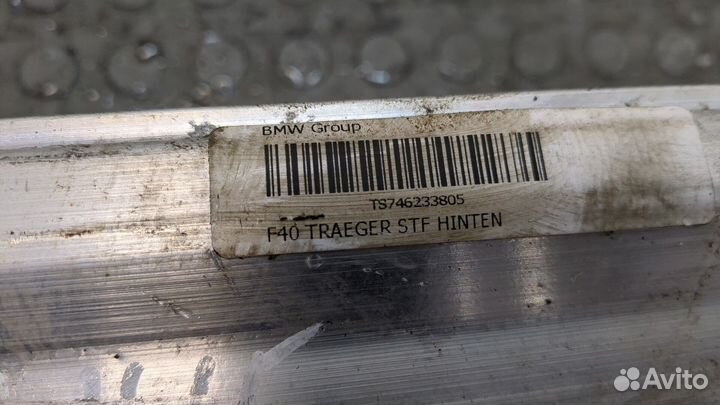 BMW Group
TS746233805
F40 TRAEGER STF HINTEN
Avito